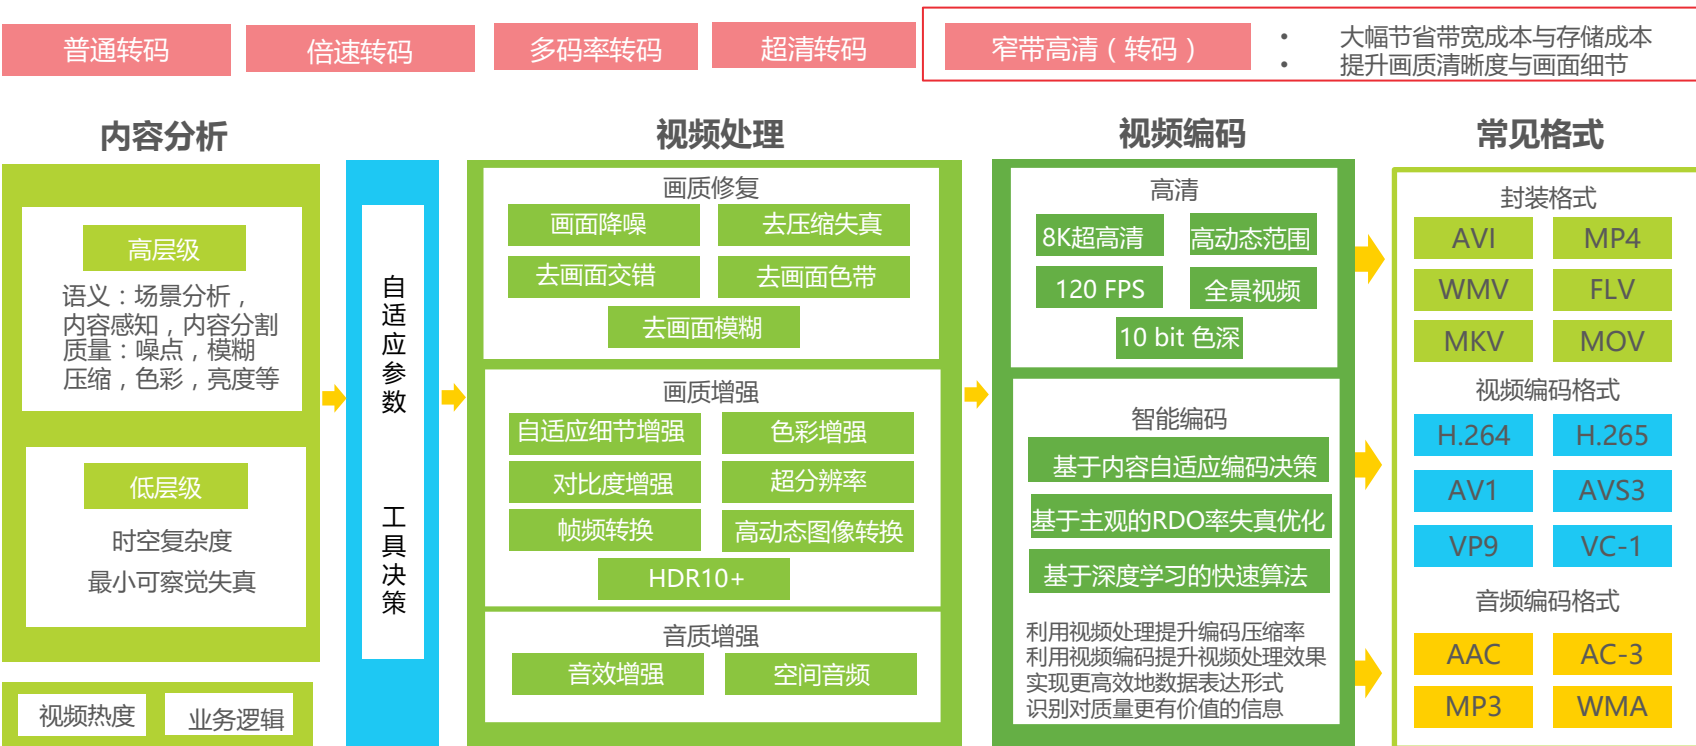 普通转码
倍速转码
多码率转码
超清转码
窄带高清（转码）
• 大幅节省带宽成本与存储成本
• 提升画质清晰度与画面细节
内容分析
高层级
语义：场景分析，
内容感知，内容分割
质量：噪点，模糊
压缩，色彩，亮度等
低层级
时空复杂度
最小可察觉失真
视频热度
业务逻辑
自适应参数
工具决策
视频处理
画质修复
画面降噪
去压缩失真
去画面交错
去画面色带
去画面模糊
画质增强
自适应细节增强
色彩增强
对比度增强
超分辨率
帧频转换
高动态图像转换
HDR10+
音质增强
音效增强
空间音频
视频编码
高清
8K超高清
高动态范围
120 FPS
全景视频
10 bit 色深
智能编码
基于内容自适应编码决策
基于主观的RDO率失真优化
基于深度学习的快速算法
利用视频处理提升编码压缩率
利用视频编码提升视频处理效果
实现更高效地数据表达形式
识别对质量更有价值的信息
常见格式
封装格式
AVI
MP4
WMV
FLV
MKV
MOV
视频编码格式
H.264
H.265
AV1
AVS3
VP9
VC-1
音频编码格式
AAC
AC-3
MP3
WMA